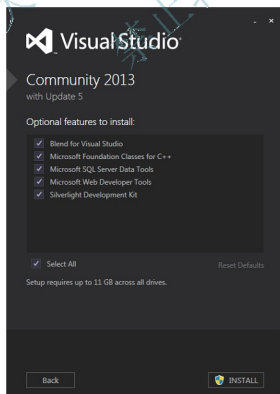 Visual Studio
Community 2013
with Update 5
Optional features to install:
Blend for Visual Studio
Microsoft Foundation Classes for C++
Microsoft SQL Server Data Tools
Microsoft Web Developer Tools
Silverlight Development Kit
Select All
Reset Defaults
Setup requires up to 11 GB across all drives.
Back
INSTALL